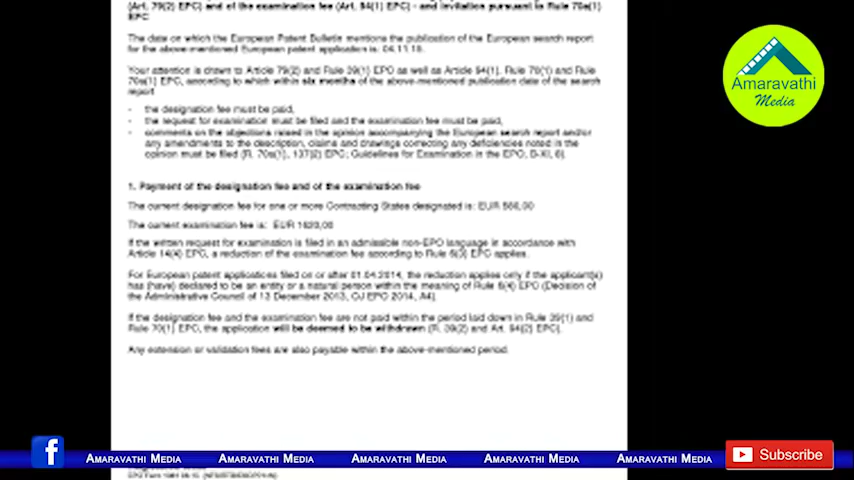 (Art. 79(2) EPC) and of the examination fee (Art. 94(1) EPC) - and invitation pursuant to Rule 70a(1)
EPC
The date on which the European Patent Bulletin mentions the publication of the European search report
for the above-mentioned European patent application is:
Your attention is drawn to Article 79(2) and Rule 39(1) EPC as well as Article 94(1), Rule 70(1) and Rule
70a(1) EPC, according to which within six months of the above-mentioned publication date of the search
report
- the designation fee must be paid,
- the request for examination must be filed and the examination fee must be paid,
- comments on the objections raised in the opinion accompanying the European search report and/or
any amendments to the description, claims and drawings correcting any deficiencies noted in the
opinion must be filed (R. 70a(1), 137(2) EPC; Guidelines for Examination in the EPO,
1. Payment of the designation fee and of the examination fee
The current designation fee for one or more Contracting States designated is: EUR
The current examination fee is: EUR
If the written request for examination is filed in an admissible non-EPO language in accordance with
Article 14(4) EPC, a reduction of the examination fee according to Rule 6(3) EPC applies.
For European patent applications filed on or after 01.04.2014, the reduction applies only if the applicant(s)
has (have) declared to be an entity or a natural person within the meaning of Rule 6(4) EPC (Decision of
the Administrative Council of 13 December 2013, OJ EPO 2014, A4).
If the designation fee and the examination fee are not paid within the period laid down in Rule 39(1) and
Rule 70(1) EPC, the application will be deemed to be withdrawn (R. 39(2) and Art. 94(2) EPC).
Any extension or validation fees are also payable within the above-mentioned period.
Amaravathi
Media
f AMARAVATHI MEDIA AMARAVATHI MEDIA AMARAVATHI MEDIA AMARAVATHI MEDIA AMARAVATHI MEDIA Subscribe